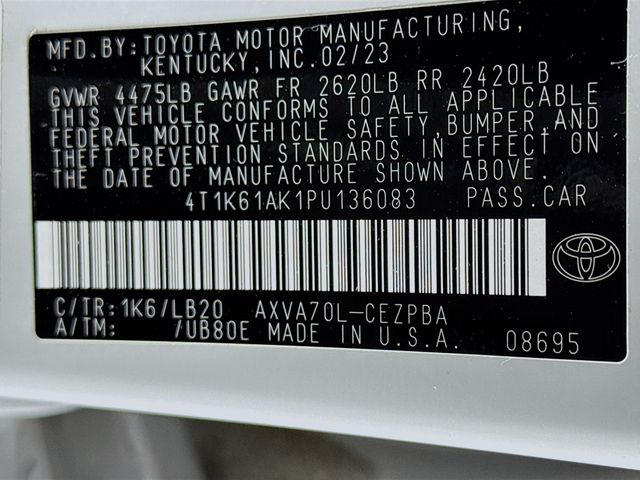 MFD.BY:TOYOTA MOTOR MANUFACTURING,
KENTUCKY,INC.02/23
GVWR 4475LB GAWR FR 2620LB RR 2420LB
THIS VEHICLE CONFORMS TO ALL APPLICABLE
FEDERAL MOTOR VEHICLE SAFETY,BUMPER,AND
THEFT PREVENTION STANDARDS IN EFFECT ON
THE DATE OF MANUFACTURE SHOWN ABOVE.
4T1K61AK1PU136083 PASS.CAR
C/TR:1K6/LB20 AXVA70L-CEZPBA
A/TM: /UB80E MADE IN U.S.A. 08695